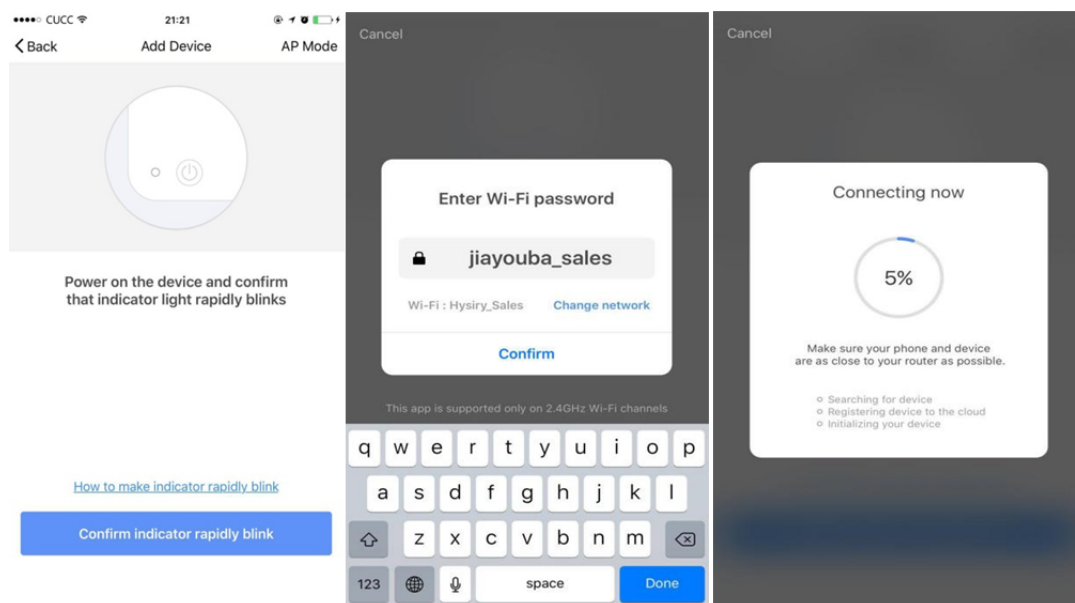 CUCC 21:21
Back Add Device AP Mode
Power on the device and confirm
that indicator light rapidly blinks
How to make indicator rapidly blink
Confirm indicator rapidly blink
Cancel
Enter Wi-Fi password
jiayouba_sales
Wi-Fi : Hysiry_Sales Change network
Confirm
This app is supported only on 2.4GHz Wi-Fi channels
q w e r t y u i o p
a s d f g h j k l
z x c v b n m
123 space Done
Cancel
Connecting now
5%
Make sure your phone and device
are as close to your router as possible.
Searching for device
Registering device to the cloud
Initializing your device